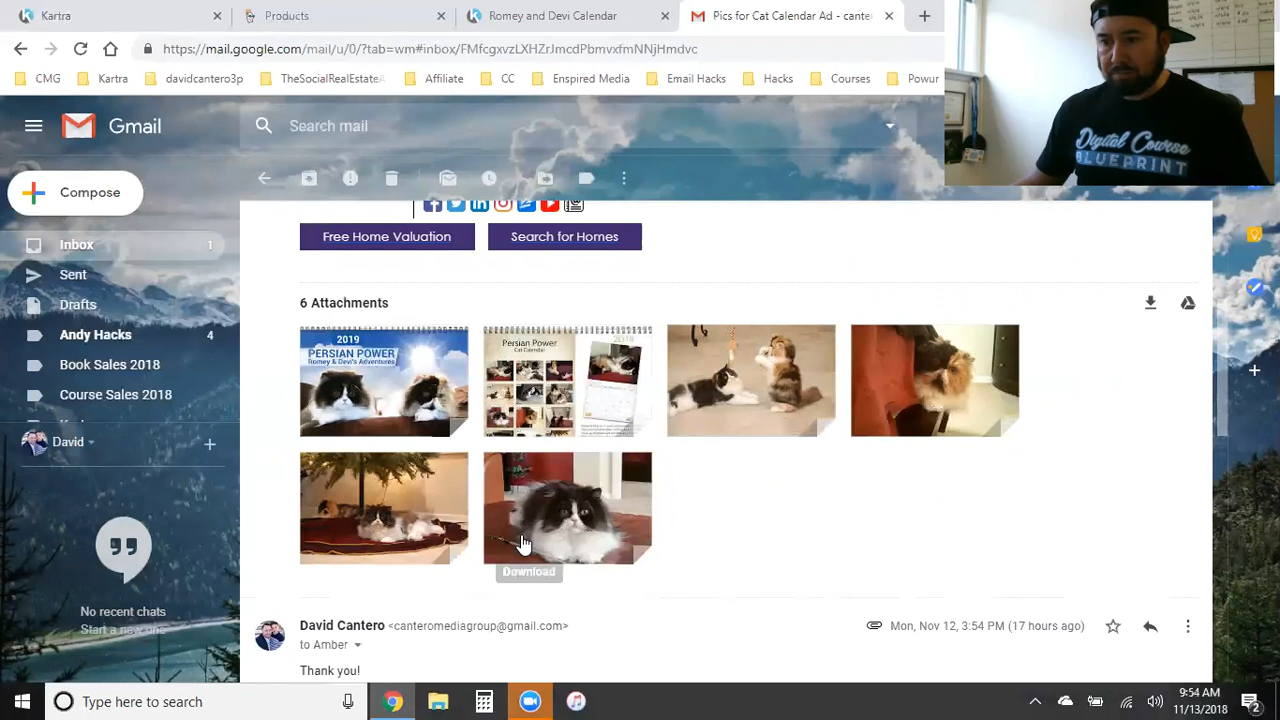 Kartra
Products
Romey and Devi Calendar
Pics for Cat Calendar Ad - cante
https://mail.google.com/mail/u/0/?tab=wm#inbox/FMfcgxvzLXHZrJmcdPbmvxfmNNjHmdvc
CMG
Kartra
davidcantero3p
TheSocialRealEstateA
Affiliate
CC
Enspired Media
Email Hacks
Hacks
Courses
Powur
Digital Course
BLUEPRINT
Gmail
Search mail
Compose
Inbox 1
Sent
Drafts
Andy Hacks 4
Book Sales 2018
Course Sales 2018
David
No recent chats
Start a new one
Free Home Valuation
Search for Homes
6 Attachments
2019
PERSIAN POWER
Romey & Devi's Adventures
Persian Power
Cat Calendar
2019
Download
David Cantero <canteromediagroup@gmail.com>
Mon, Nov 12, 3:54 PM (17 hours ago)
to Amber
Thank you!
Type here to search
9:54 AM
11/13/2018
2